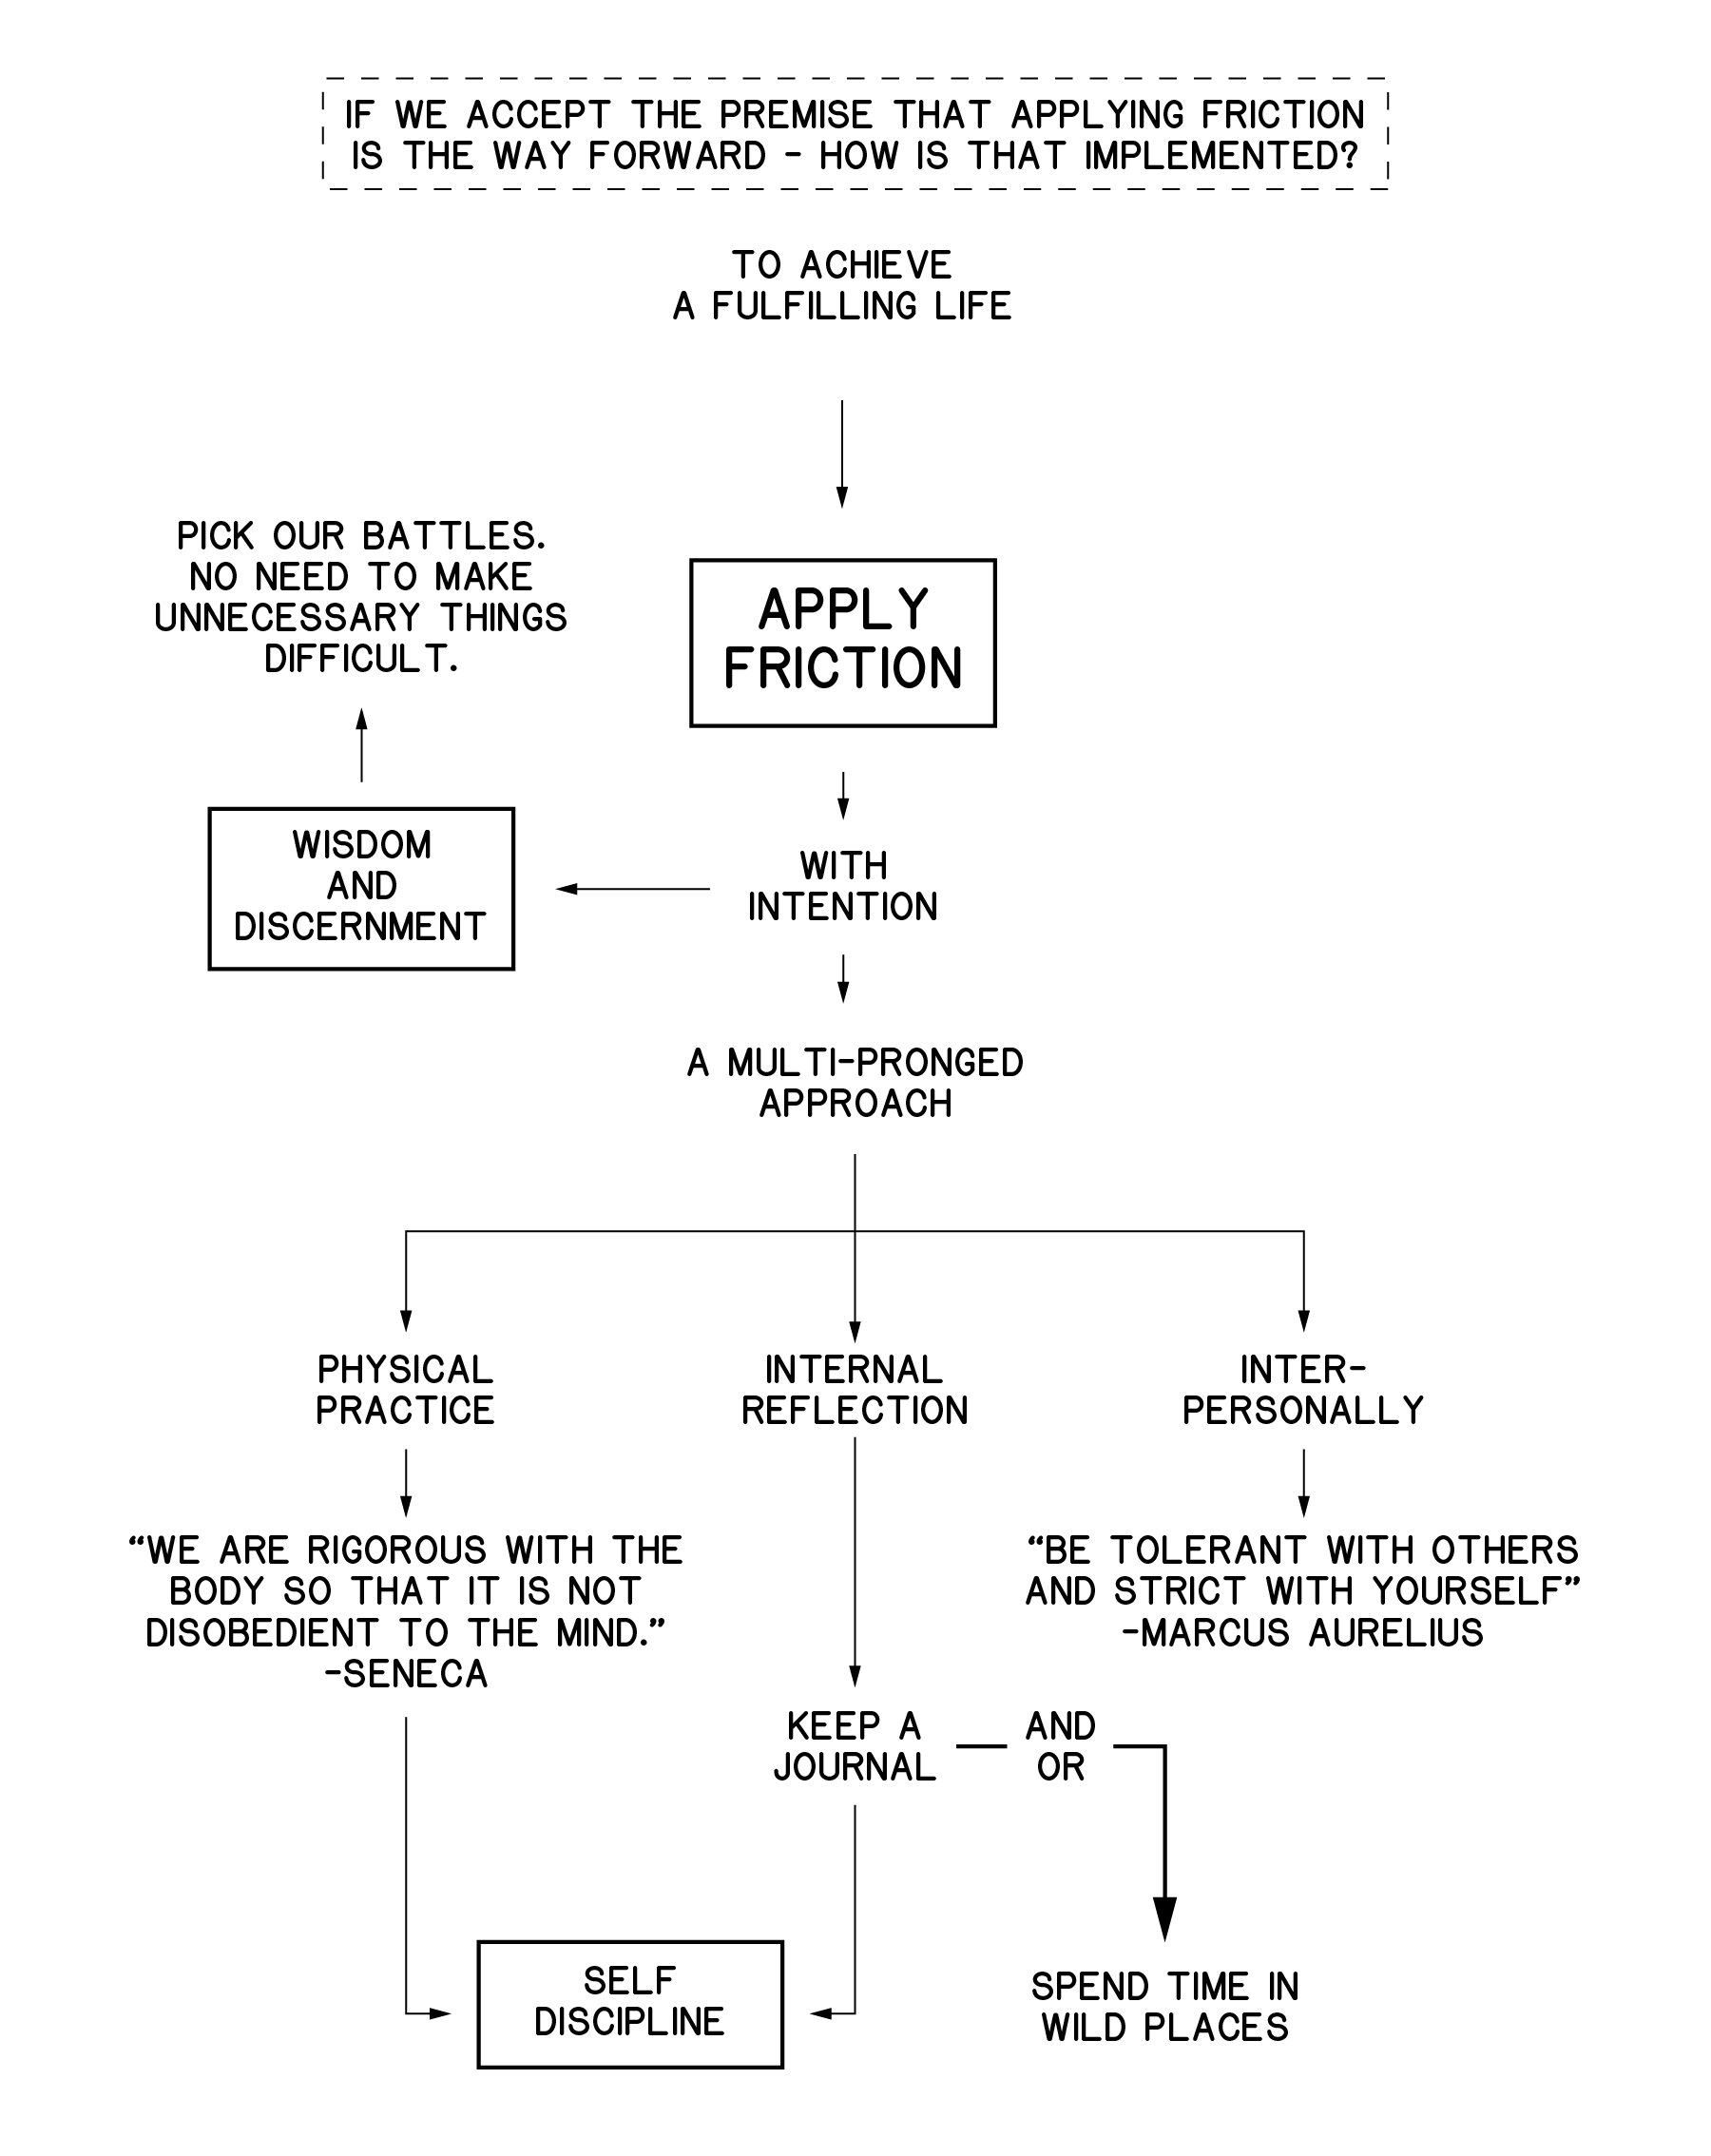 IF WE ACCEPT THE PREMISE THAT APPLYING FRICTION
IS THE WAY FORWARD - HOW IS THAT IMPLEMENTED?
TO ACHIEVE
A FULFILLING LIFE
APPLY
FRICTION
PICK OUR BATTLES.
NO NEED TO MAKE
UNNECESSARY THINGS
DIFFICULT.
WISDOM
AND
DISCERNMENT
WITH
INTENTION
A MULTI-PRONGED
APPROACH
PHYSICAL
PRACTICE
INTERNAL
REFLECTION
INTER-
PERSONALLY
“WE ARE RIGOROUS WITH THE
BODY SO THAT IT IS NOT
DISOBEDIENT TO THE MIND.”
-SENECA
“BE TOLERANT WITH OTHERS
AND STRICT WITH YOURSELF”
-MARCUS AURELIUS
KEEP A
JOURNAL
AND
OR
SELF
DISCIPLINE
SPEND TIME IN
WILD PLACES